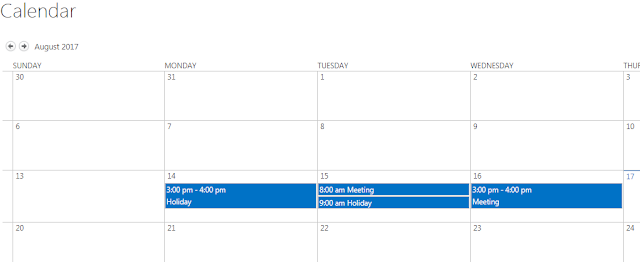 Calendar
August 2017
SUNDAY MONDAY TUESDAY WEDNESDAY THUR
30 31 1 2 3
6 7 8 9 10
13 14 15 16 17
3:00 pm - 4:00 pm 8:00 am Meeting 3:00 pm - 4:00 pm
Holiday 9:00 am Holiday Meeting
20 21 22 23 24